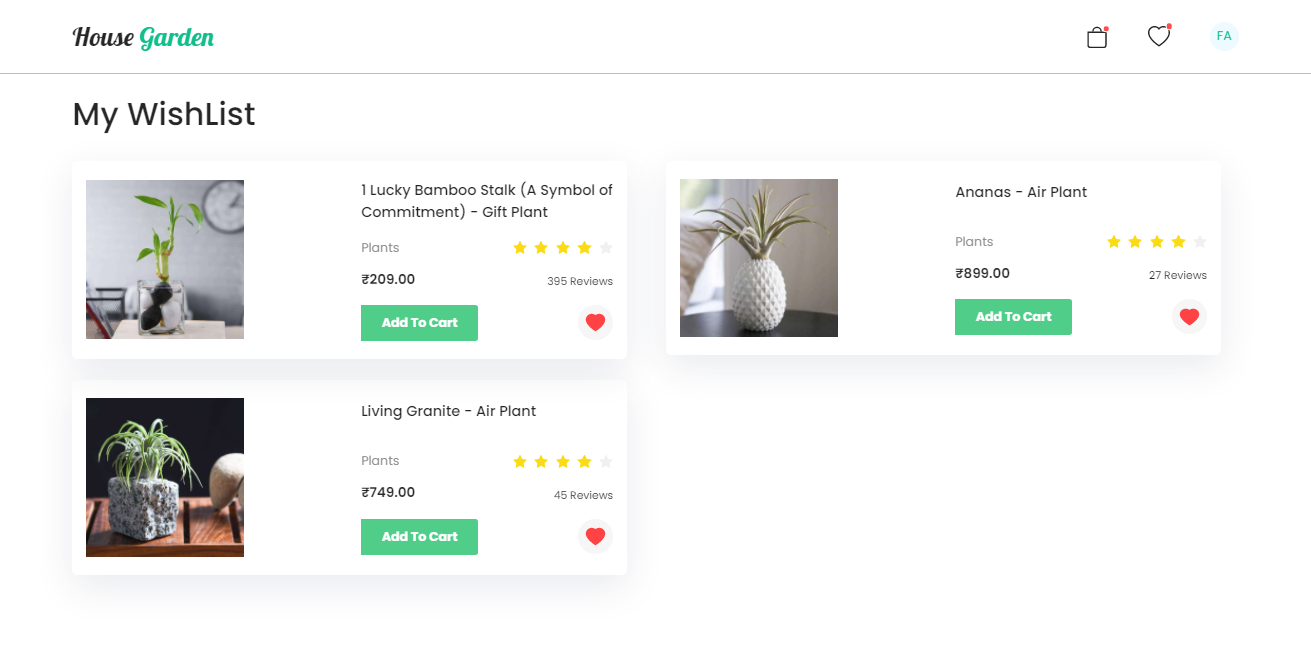 House Garden
FA
My WishList
1 Lucky Bamboo Stalk (A Symbol of
Commitment) - Gift Plant
Plants
₹209.00
395 Reviews
Add To Cart
Ananas - Air Plant
Plants
₹899.00
27 Reviews
Add To Cart
Living Granite - Air Plant
Plants
₹749.00
45 Reviews
Add To Cart